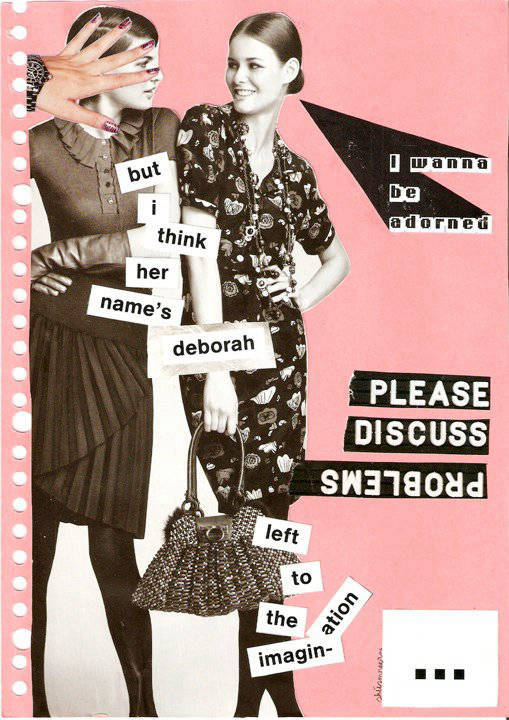 but
i
think
her
name's
deborah
I wanna
be
adorned
PLEASE
DISCUSS
PROBLEMS
left
to
the
imagin-
ation
...